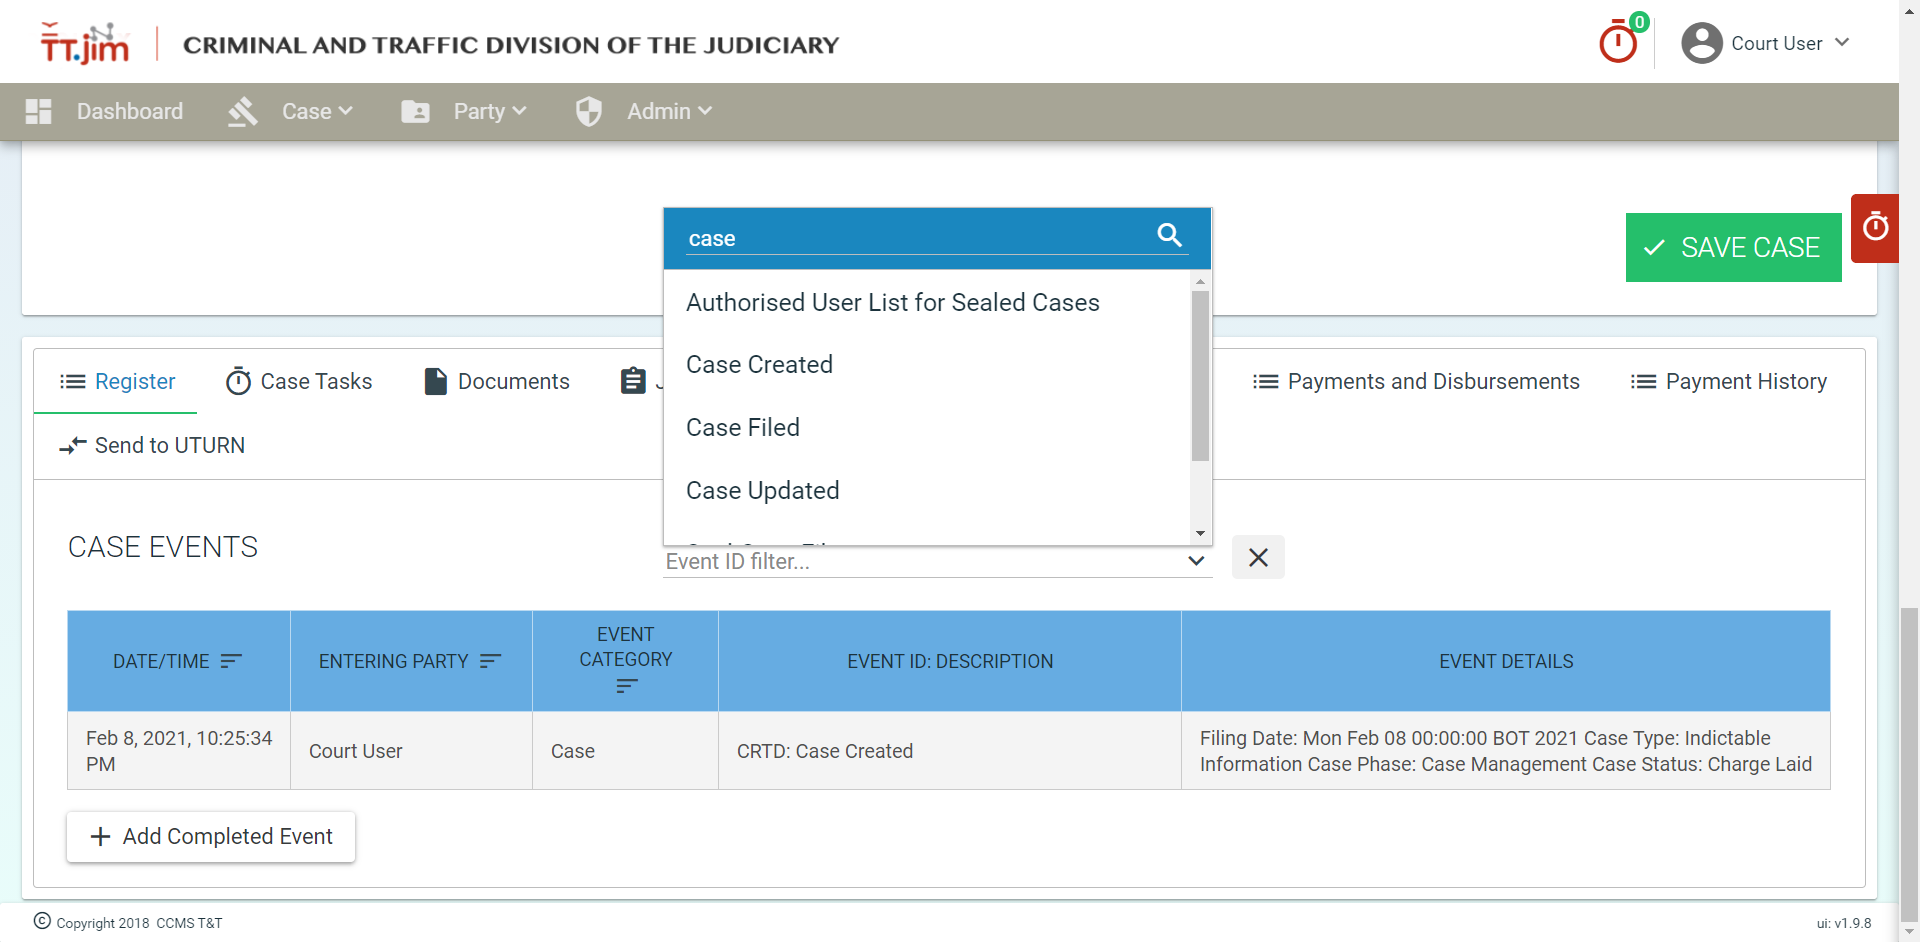 TT.jim
CRIMINAL AND TRAFFIC DIVISION OF THE JUDICIARY
0
Court User
Dashboard
Case
Party
Admin
case
SAVE CASE
Authorised User List for Sealed Cases
Case Created
Case Filed
Case Updated
Register
Case Tasks
Documents
Payments and Disbursements
Payment History
Send to UTURN
CASE EVENTS
Event ID filter...
DATE/TIME
ENTERING PARTY
EVENT
CATEGORY
EVENT ID: DESCRIPTION
EVENT DETAILS
Feb 8, 2021, 10:25:34
PM
Court User
Case
CRTD: Case Created
Filing Date: Mon Feb 08 00:00:00 BOT 2021 Case Type: Indictable
Information Case Phase: Case Management Case Status: Charge Laid
Add Completed Event
© Copyright 2018 CCMS T&T
ui: v1.9.8